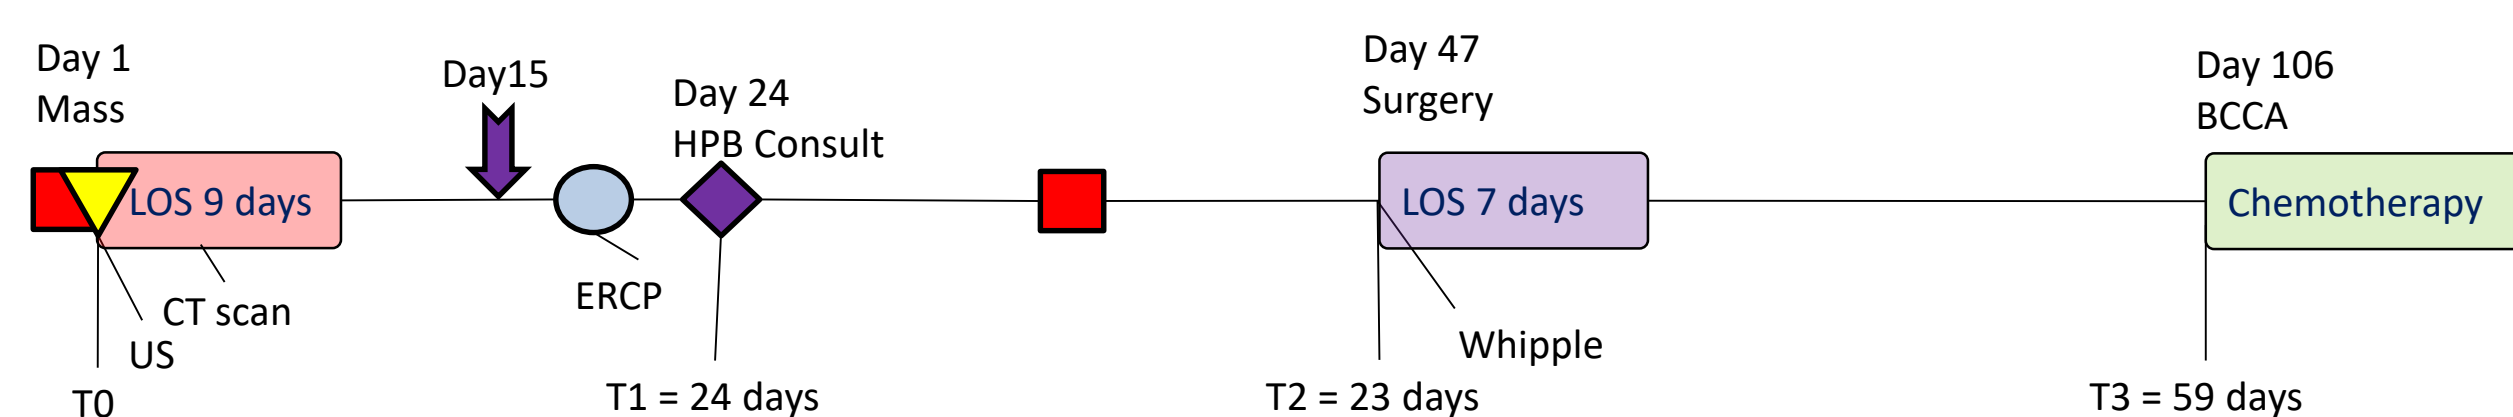 Day 1
Mass
Day15
Day 24
HPB Consult
Day 47
Surgery
Day 106
BCCA
LOS 9 days
LOS 7 days
Chemotherapy
CT scan
US
ERCP
Whipple
T0
T1 = 24 days
T2 = 23 days
T3 = 59 days